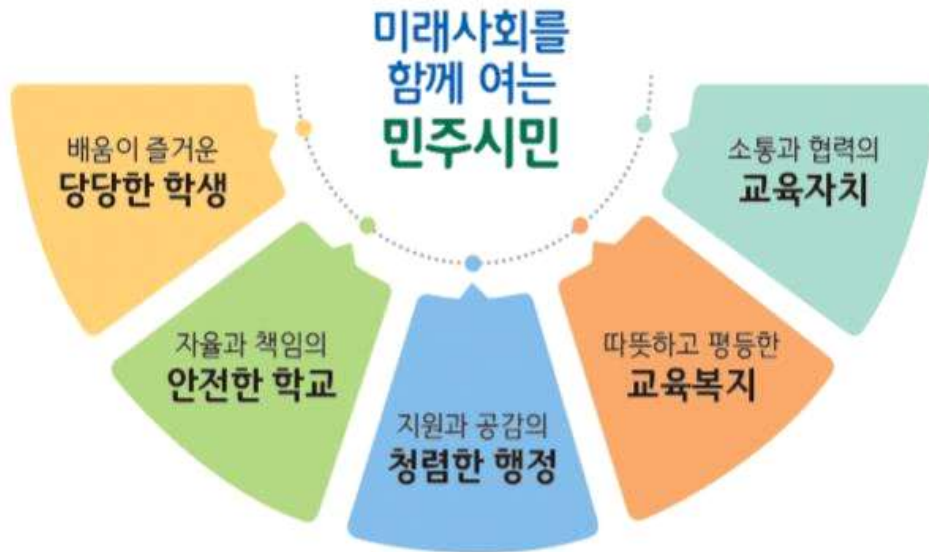 미래사회를
함께 여는
민주시민
배움이 즐거운
당당한 학생
자율과 책임의
안전한 학교
지원과 공감의
청렴한 행정
따뜻하고 평등한
교육복지
소통과 협력의
교육자치